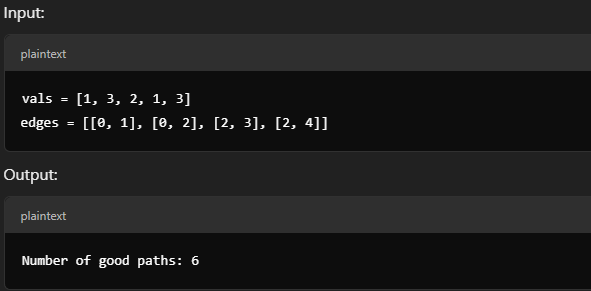 Input:
plaintext
vals = [1, 3, 2, 1, 3]
edges = [[0, 1], [0, 2], [2, 3], [2, 4]]
Output:
plaintext
Number of good paths: 6